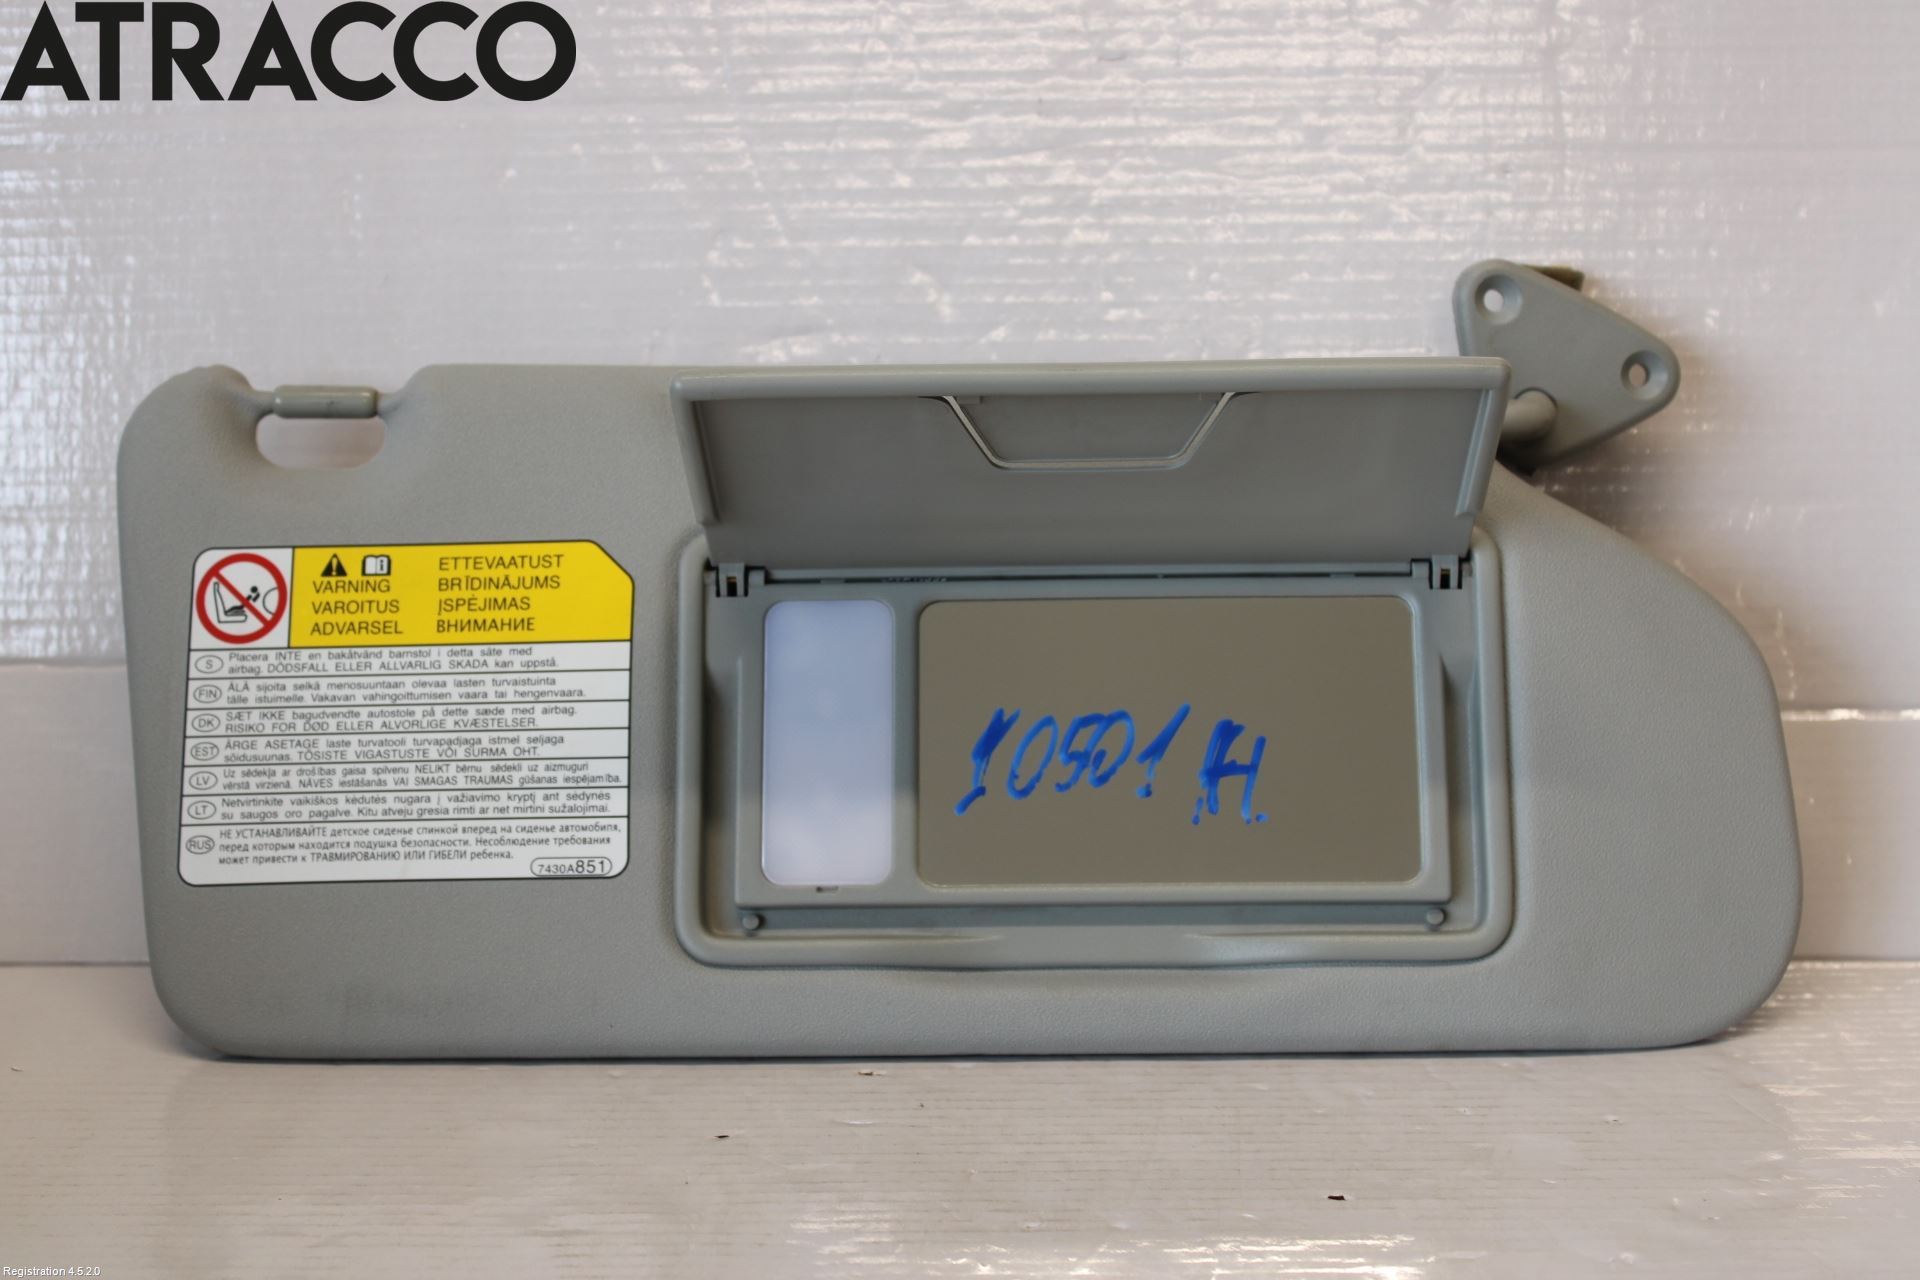 ATRACCO
VARNING
VAROITUS
ADVARSEL
ETTEVAATUST
BRĪDINĀJUMS
ĮSPĖJIMAS
ВНИМАНИЕ
S Placera INTE en bakåtvänd barnstol i detta säte med
airbag. DÖDSFALL ELLER ALLVARLIG SKADA kan uppstå.
FIN ÄLÄ sijoita selkä menosuuntaan olevaa lasten turvaistuinta
tälle istuimelle. Vakavan vahingoittumisen vaara tai hengenvaara.
DK SÆT IKKE bagudvendte autostole på dette sæde med airbag.
RISIKO FOR DØD ELLER ALVORLIGE KVÆSTELSER.
EST ÄRGE ASETAGE laste turvatooli turvapadjaga istmel seljaga
sõidusuunas. TÕSISTE VIGASTUSTE VÕI SURMA OHT.
LV Uz sēdekļa ar drošības gaisa spilvenu NELIKT bērnu sēdekli uz aizmuguri
vērstā virzienā. NĀVES iestāšanās VAI SMAGAS TRAUMAS gūšanas iespējamība.
LT Netvirtinkite vaikiškos kėdutės nugara į važiavimo kryptį ant sėdynės
su saugos oro pagalve. Kitu atveju gresia rimti ar net mirtini sužalojimai.
RUS НЕ УСТАНАВЛИВАЙТЕ детское сиденье спинкой вперед на сиденье автомобиля,
перед которым находится подушка безопасности. Несоблюдение требования
может привести к ТРАВМИРОВАНИЮ ИЛИ ГИБЕЛИ ребенка.
7430A851
10501 H.
Registration 4.5.2.0